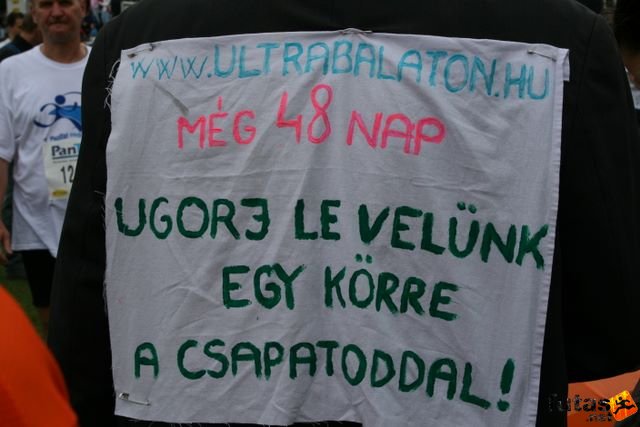 WWW.ULTRABALATON.HU
MÉG 48 NAP
UGORJ LE VELÜNK
EGY KÖRRE
A CSAPATODDAL!
futas.net